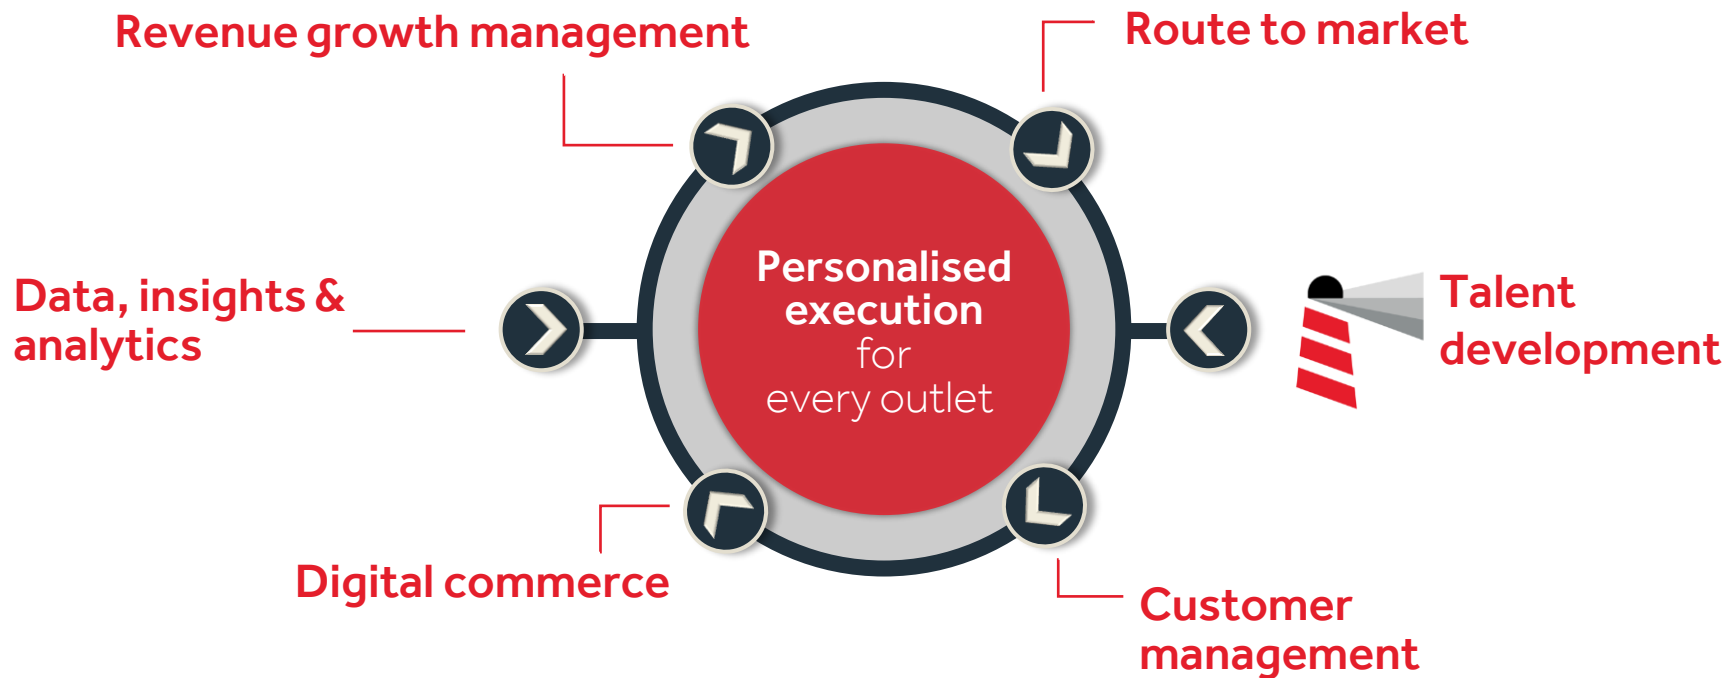 Revenue growth management
Route to market
Personalised
execution
for
every outlet
Data, insights &
analytics
Talent
development
Digital commerce
Customer
management